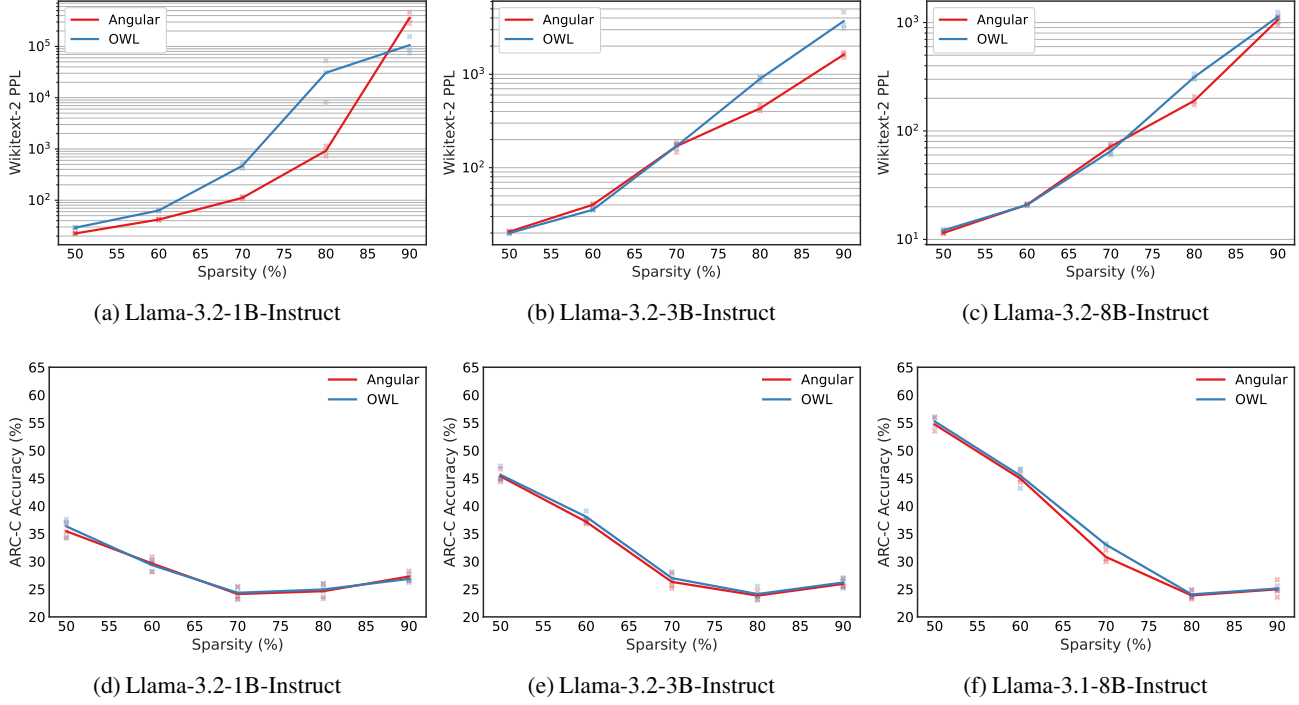 Angular
OWL
10^5
10^4
10^3
10^2
Wikitext-2 PPL
50 55 60 65 70 75 80 85 90
Sparsity (%)
(a) Llama-3.2-1B-Instruct
Angular
OWL
10^3
10^2
Wikitext-2 PPL
50 55 60 65 70 75 80 85 90
Sparsity (%)
(b) Llama-3.2-3B-Instruct
Angular
OWL
10^3
10^2
10^1
Wikitext-2 PPL
50 55 60 65 70 75 80 85 90
Sparsity (%)
(c) Llama-3.2-8B-Instruct
Angular
OWL
65
60
55
50
45
40
35
30
25
20
ARC-C Accuracy (%)
50 55 60 65 70 75 80 85 90
Sparsity (%)
(d) Llama-3.2-1B-Instruct
Angular
OWL
65
60
55
50
45
40
35
30
25
20
ARC-C Accuracy (%)
50 55 60 65 70 75 80 85 90
Sparsity (%)
(e) Llama-3.2-3B-Instruct
Angular
OWL
65
60
55
50
45
40
35
30
25
20
ARC-C Accuracy (%)
50 55 60 65 70 75 80 85 90
Sparsity (%)
(f) Llama-3.1-8B-Instruct